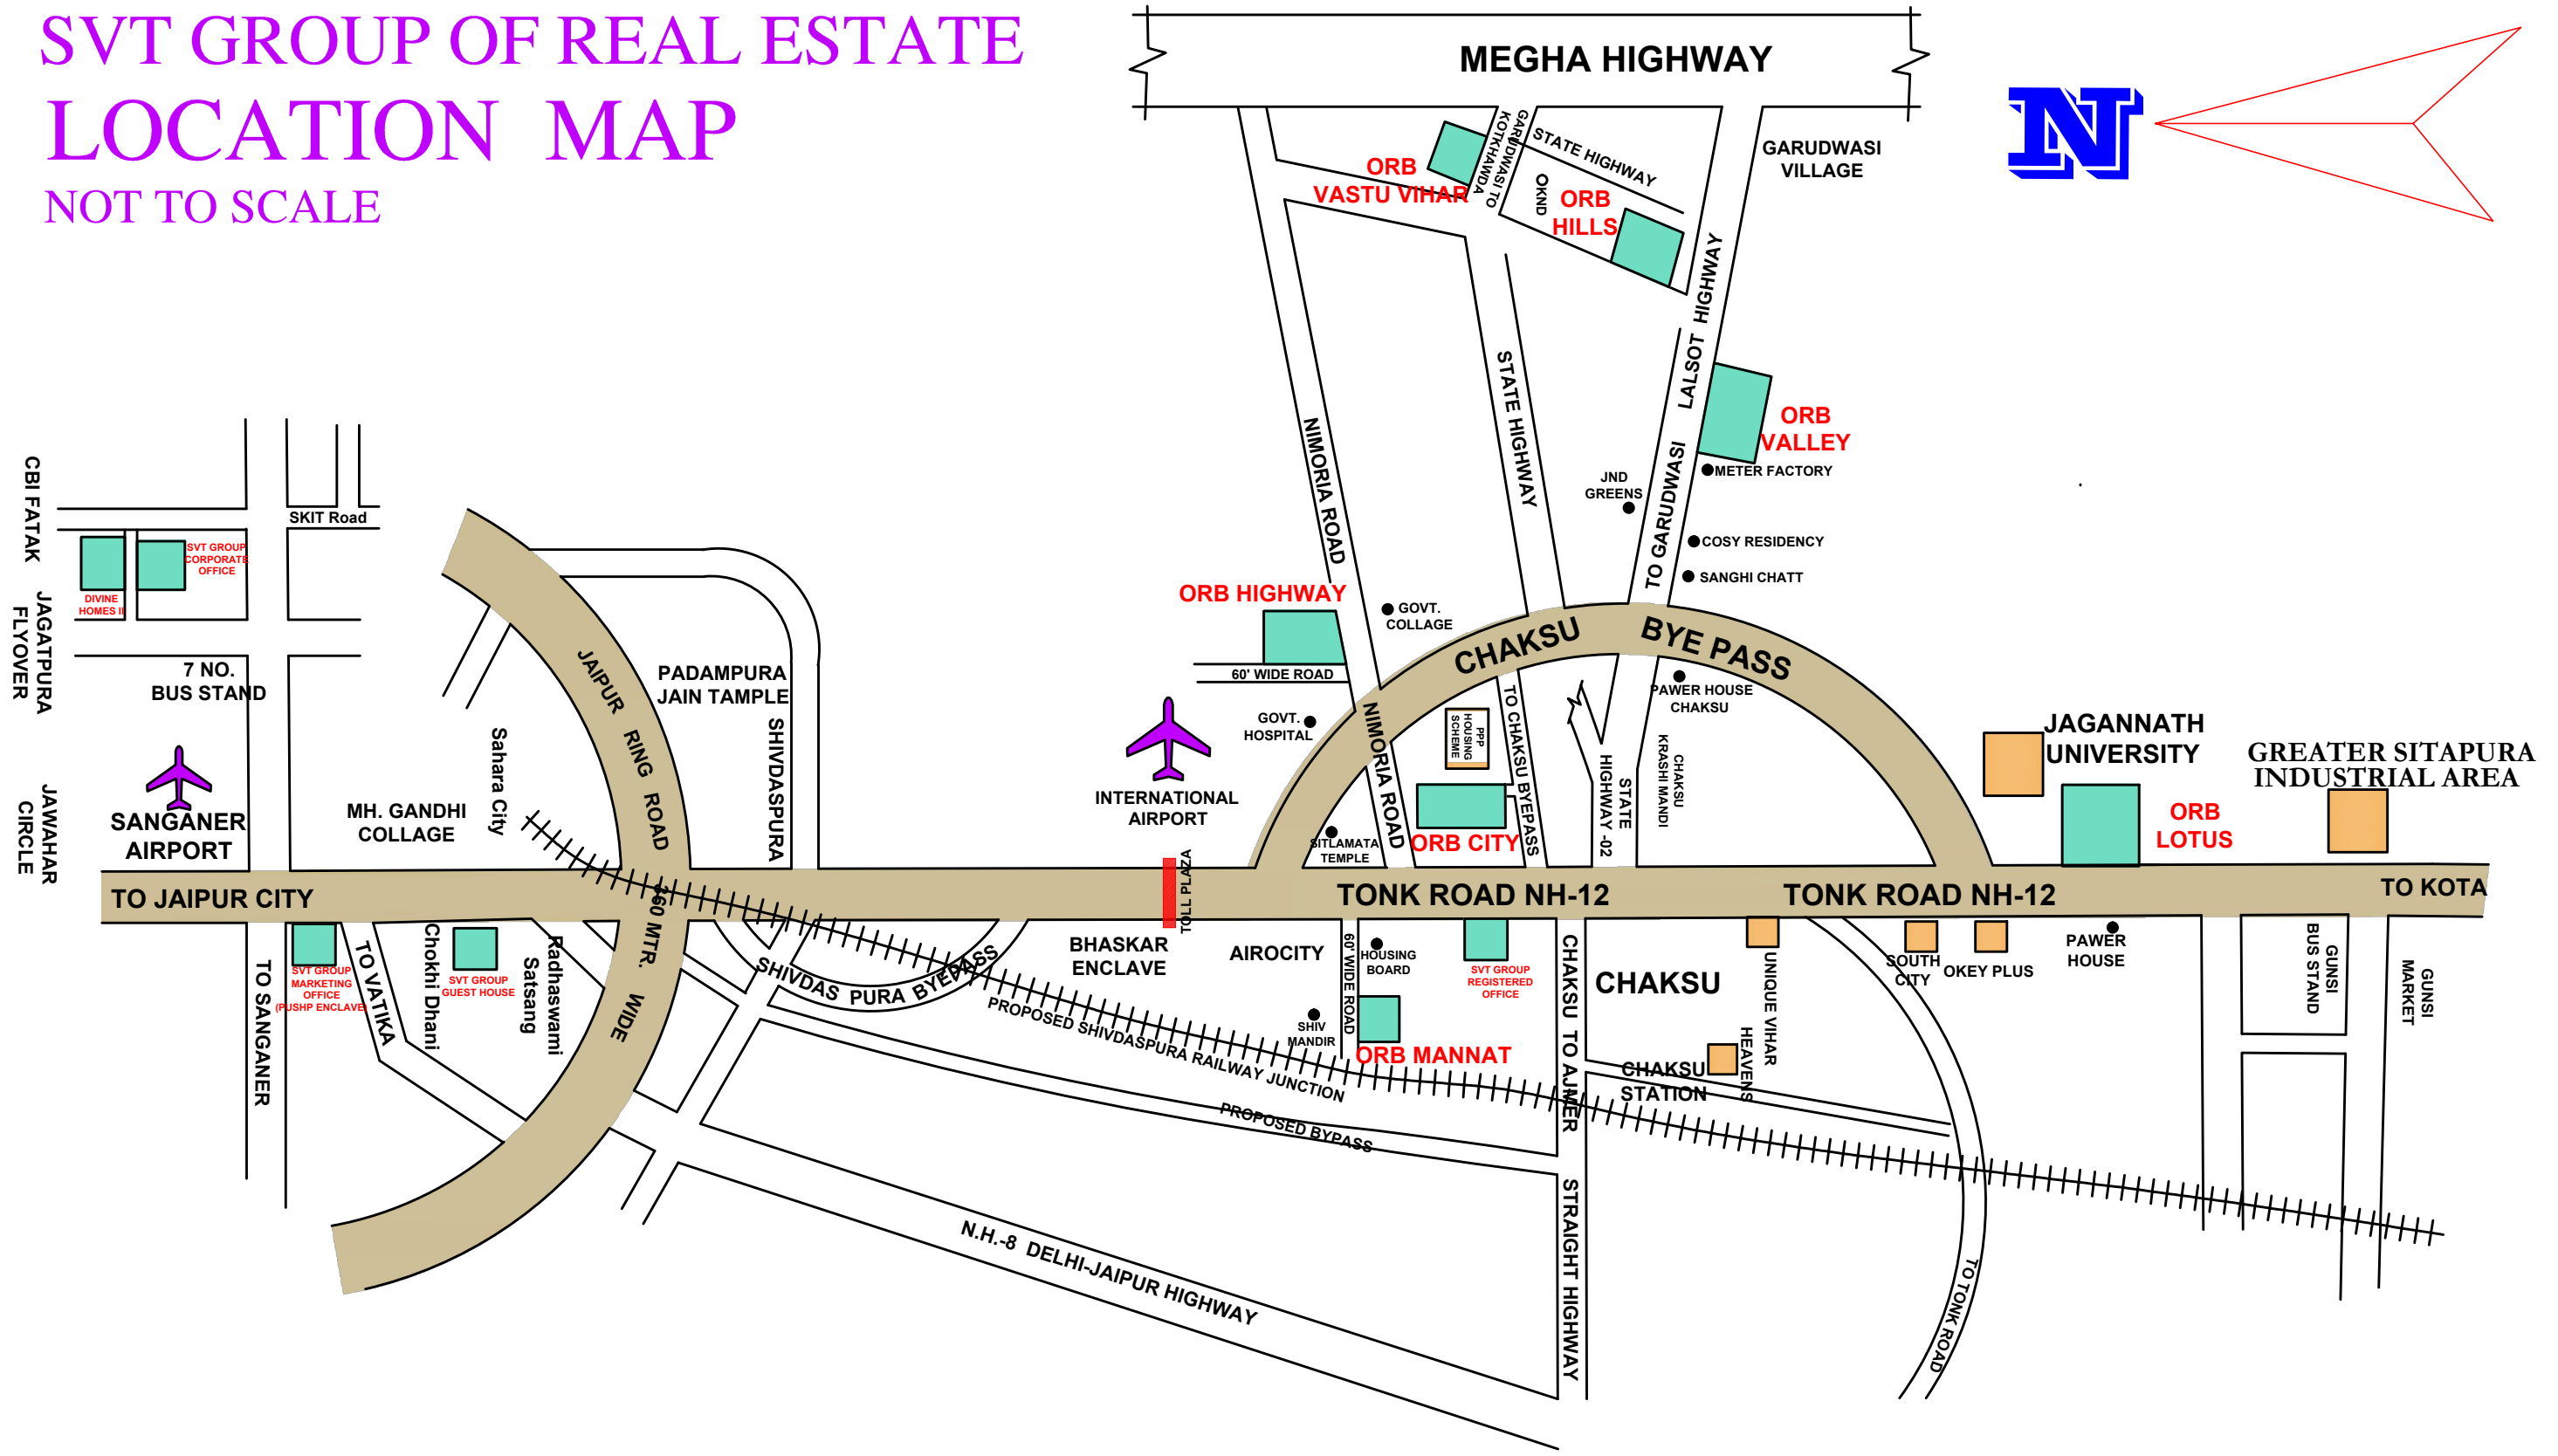 SVT GROUP OF REAL ESTATE
LOCATION MAP
NOT TO SCALE
MEGHA HIGHWAY
N
GARUDWASI TO
KOTKHAWDA
STATE HIGHWAY
GARUDWASI
VILLAGE
ORB
VASTU VIHAR
OKND
ORB
HILLS
TO GARUDWASI LALSOT HIGHWAY
STATE HIGHWAY
NIMORIA ROAD
ORB
VALLEY
METER FACTORY
JND
GREENS
COSY RESIDENCY
SANGHI CHATT
CBI FATAK
JAGATPURA
FLYOVER
JAWAHAR
CIRCLE
SKIT Road
SVT GROUP
CORPORATE
OFFICE
DIVINE
HOMES II
7 NO.
BUS STAND
SANGANER
AIRPORT
MH. GANDHI
COLLAGE
Sahara City
JAIPUR RING ROAD
360 MTR. WIDE
PADAMPURA
JAIN TAMPLE
SHIVDASPURA
ORB HIGHWAY
60' WIDE ROAD
GOVT.
COLLAGE
GOVT.
HOSPITAL
INTERNATIONAL
AIRPORT
CHAKSU BYE PASS
NIMORIA ROAD
PPP
HOUSING
SCHEME
TO CHAKSU BYEPASS
ORB CITY
SITLAMATA
TEMPLE
STATE
HIGHWAY -02
PAWER HOUSE
CHAKSU
CHAKSU
KRASHI MANDI
JAGANNATH
UNIVERSITY
GREATER SITAPURA
INDUSTRIAL AREA
ORB
LOTUS
TO JAIPUR CITY
TOLL PLAZA
TONK ROAD NH-12
TONK ROAD NH-12
TO KOTA
TO SANGANER
SVT GROUP
MARKETING
OFFICE
(PUSHP ENCLAVE)
TO VATIKA
Chokhi Dhani
SVT GROUP
GUEST HOUSE
Radhaswami
Satsang
SHIVDAS PURA BYEPASS
BHASKAR
ENCLAVE
AIROCITY
60' WIDE ROAD
HOUSING
BOARD
SHIV
MANDIR
ORB MANNAT
SVT GROUP
REGISTERED
OFFICE
CHAKSU TO AJMER STRAIGHT HIGHWAY
CHAKSU
UNIQUE VIHAR
HEAVENS
CHAKSU
STATION
SOUTH
CITY
OKEY PLUS
PAWER
HOUSE
GUNSI
BUS STAND
GUNSI
MARKET
PROPOSED SHIVDASPURA RAILWAY JUNCTION
PROPOSED BYPASS
N.H.-8 DELHI-JAIPUR HIGHWAY
TO TONK ROAD